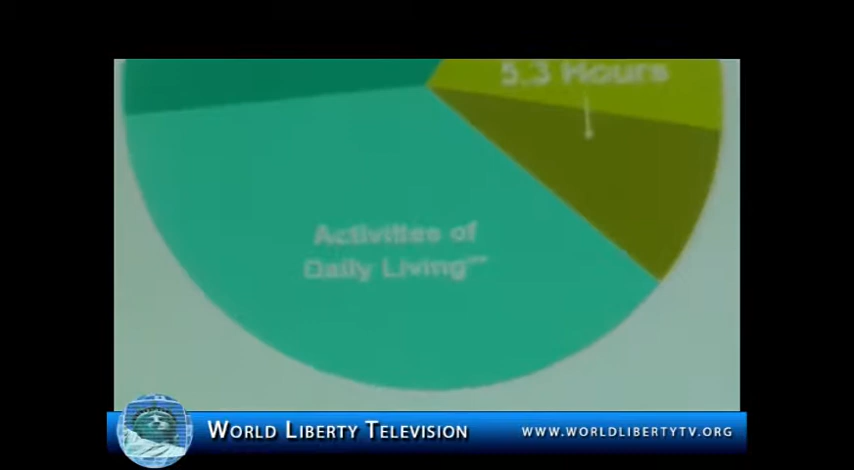 5.3 Hours
Activities of
Daily Living**
WORLD LIBERTY TELEVISION
WWW.WORLDLIBERTYTV.ORG